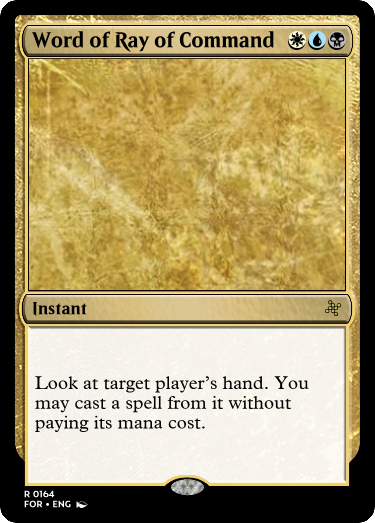 Word of Ray of Command
Instant
Look at target player's hand. You
may cast a spell from it without
paying its mana cost.
R 0164
FOR • ENG